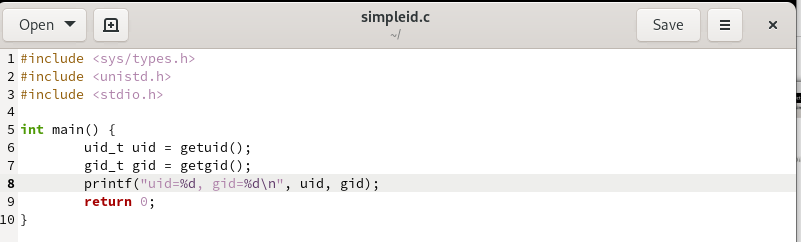 Open
simpleid.c
~/
Save
1 #include <sys/types.h>
2 #include <unistd.h>
3 #include <stdio.h>
4
5 int main() {
6         uid_t uid = getuid();
7         gid_t gid = getgid();
8         printf("uid=%d, gid=%d\n", uid, gid);
9         return 0;
10 }